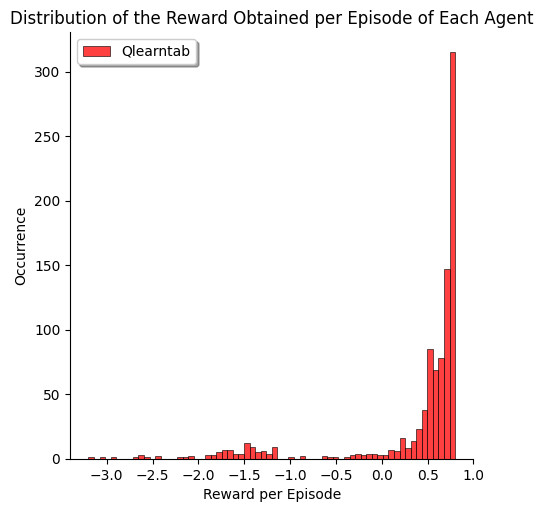 Distribution of the Reward Obtained per Episode of Each Agent
Qlearntab
300
250
200
150
100
50
0
Occurrence
−3.0 −2.5 −2.0 −1.5 −1.0 −0.5 0.0 0.5 1.0
Reward per Episode